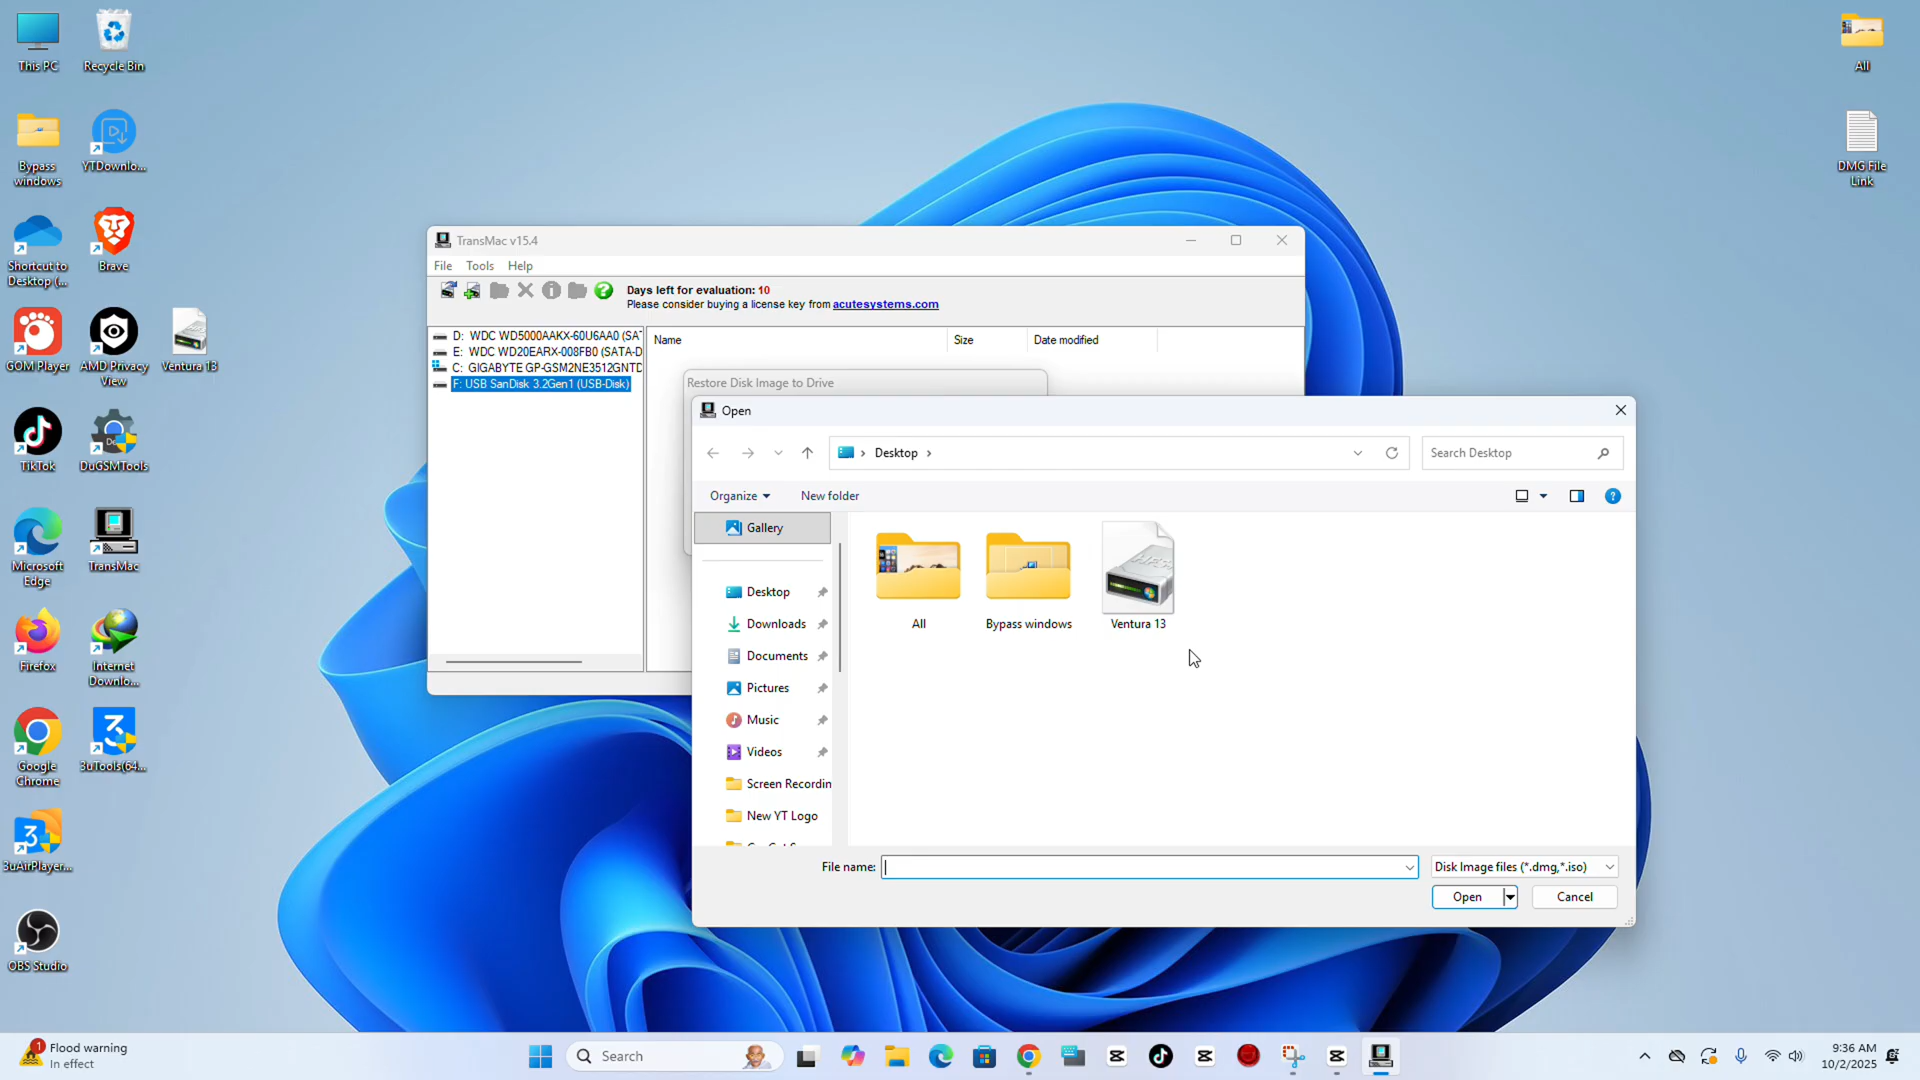 This PC
Recycle Bin
All
Bypass
windows
YTDownlo...
DMG File
Link
Shortcut to
Desktop (...
Brave
GOM Player
AMD Privacy
View
Ventura 13
TikTok
DuGSMTools
Microsoft
Edge
TransMac
Firefox
Internet
Downlo...
Google
Chrome
3uTools(64...
3uAirPlayer...
OBS Studio
TransMac v15.4
File Tools Help
Days left for evaluation: 10
Please consider buying a license key from acutesystems.com
D: WDC WD5000AAKX-60U6AA0 (SAT
E: WDC WD20EARX-008FB0 (SATA-D
C: GIGABYTE GP-GSM2NE3512GNTD
F: USB SanDisk 3.2Gen1 (USB-Disk)
Name Size Date modified
Restore Disk Image to Drive
Open
Desktop
Search Desktop
Organize New folder
Gallery
Desktop
Downloads
Documents
Pictures
Music
Videos
Screen Recordin
New YT Logo
All
Bypass windows
Ventura 13
File name:
Disk Image files (*.dmg,*.iso)
Open Cancel
1
Flood warning
In effect
Search
9:36 AM
10/2/2025